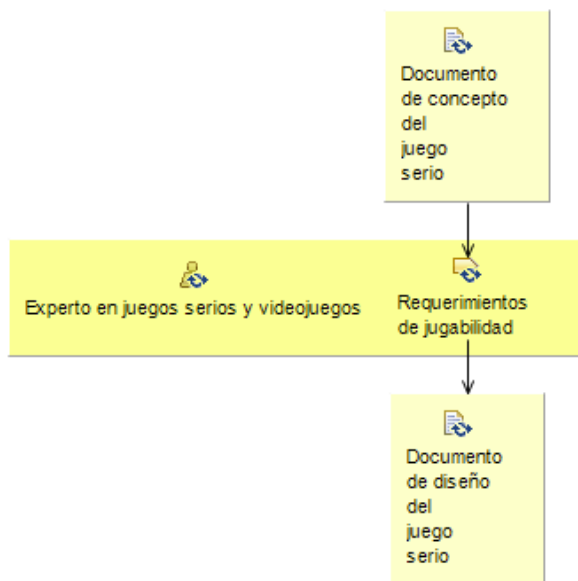 Documento
de concepto
del
juego
serio
Experto en juegos serios y videojuegos
Requerimientos
de jugabilidad
Documento
de diseño
del
juego
serio